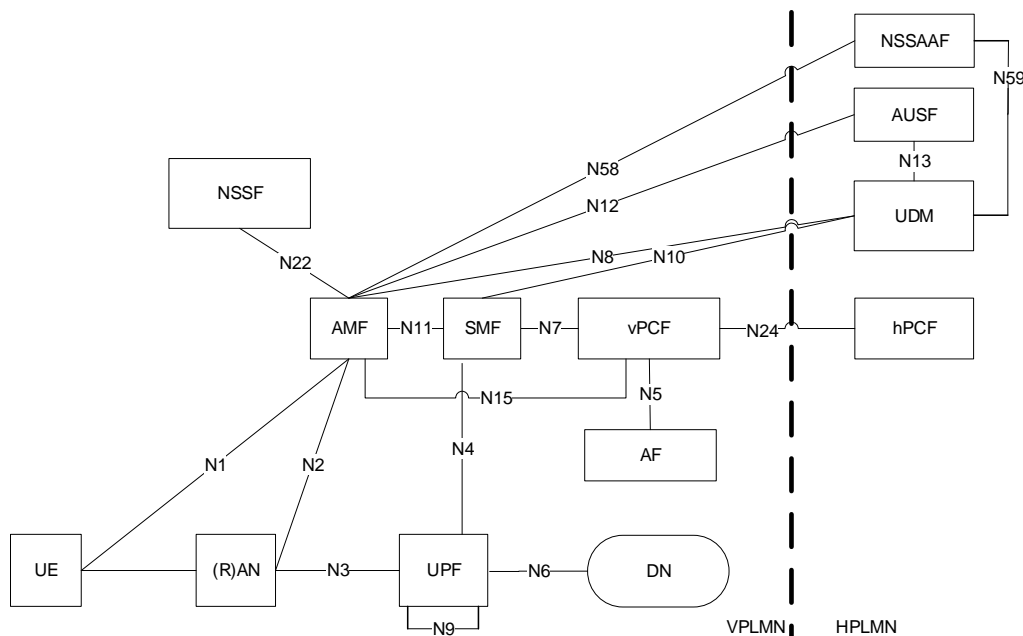 NSSAAF
N59
AUSF
N58
N13
NSSF
N12
UDM
N22
N8
N10
AMF
N11
SMF
N7
vPCF
N24
hPCF
N15
N5
N4
AF
N1
N2
UE
(R)AN
N3
UPF
N6
DN
N9
VPLMN
HPLMN